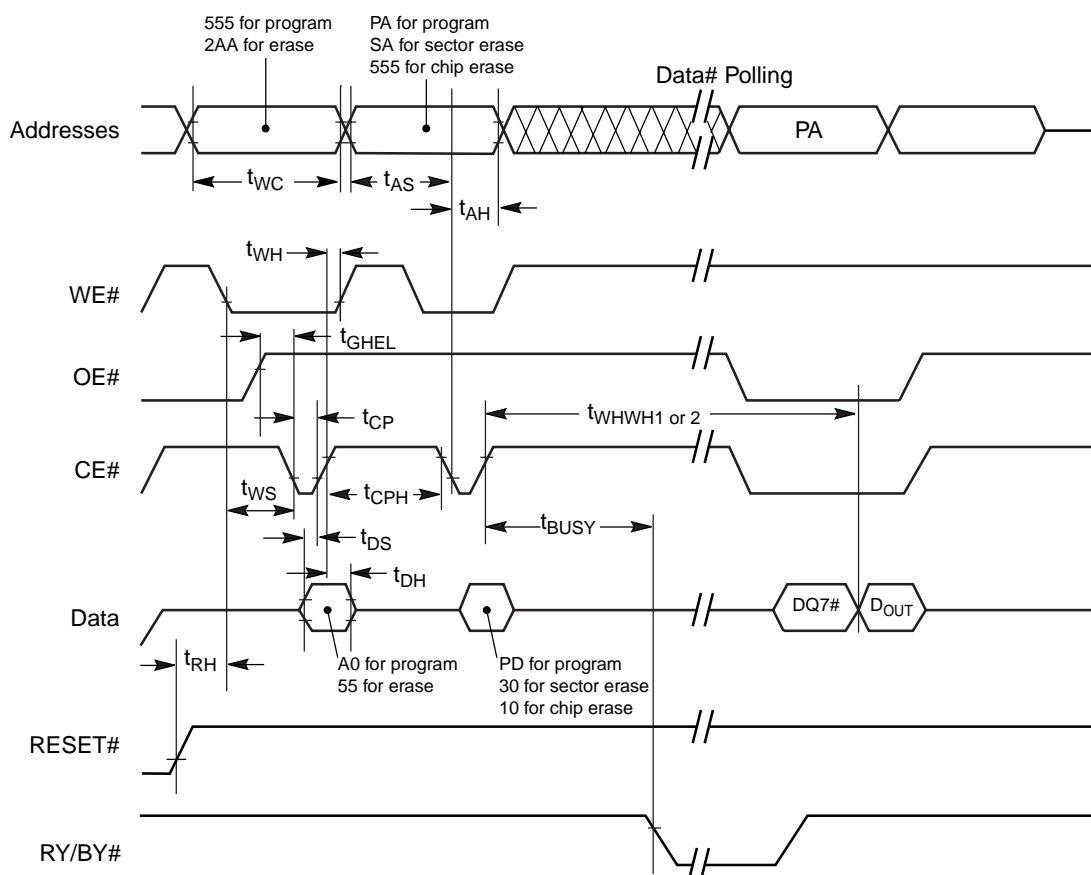 555 for program
2AA for erase
PA for program
SA for sector erase
555 for chip erase
Data# Polling
Addresses
PA
tWC
tAS
tAH
tWH
WE#
tGHEL
OE#
tWHWH1 or 2
tCP
CE#
tWS
tCPH
tBUSY
tDS
tDH
Data
DQ7#
DOUT
tRH
A0 for program
55 for erase
PD for program
30 for sector erase
10 for chip erase
RESET#
RY/BY#